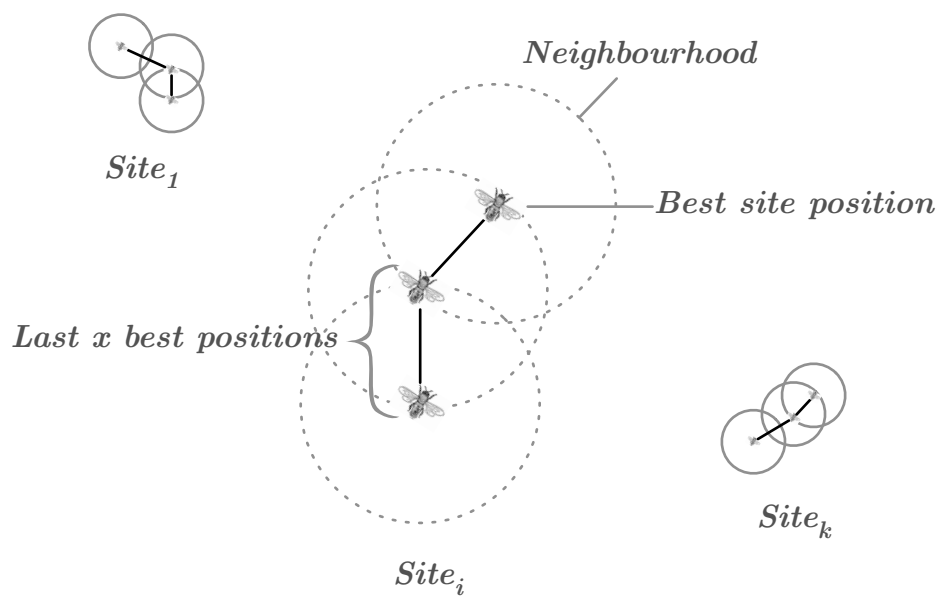 Neighbourhood
Site₁
Best site position
Last x best positions
Siteₖ
Siteᵢ